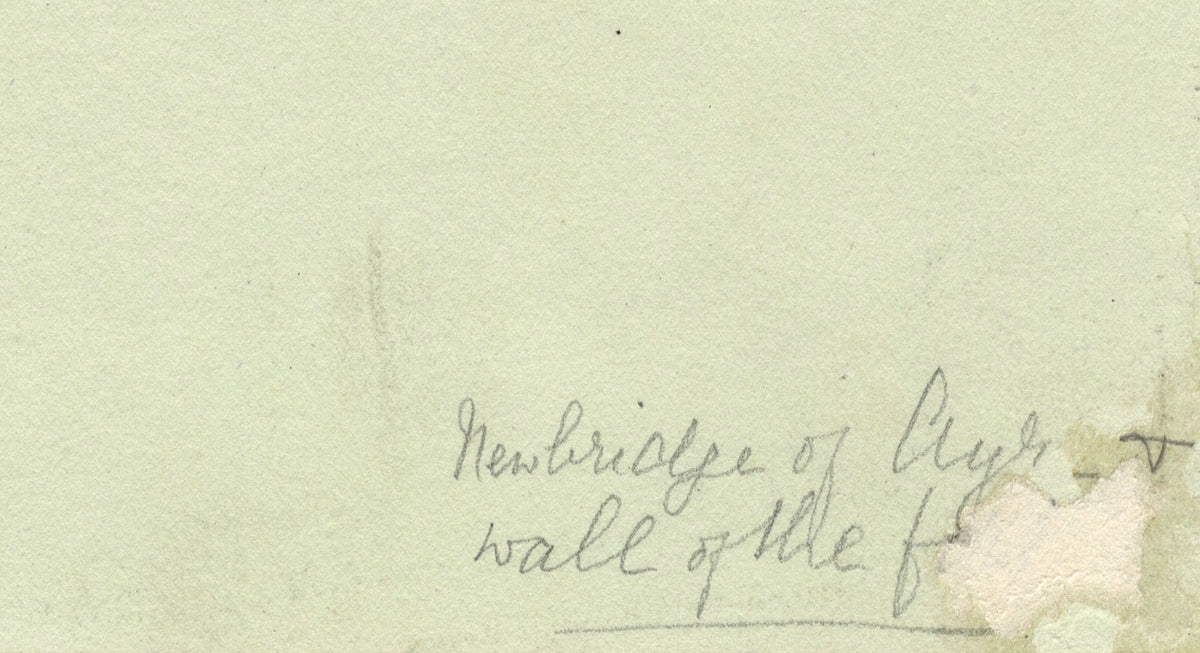 Newbridge of Ayr - +
wall of the f